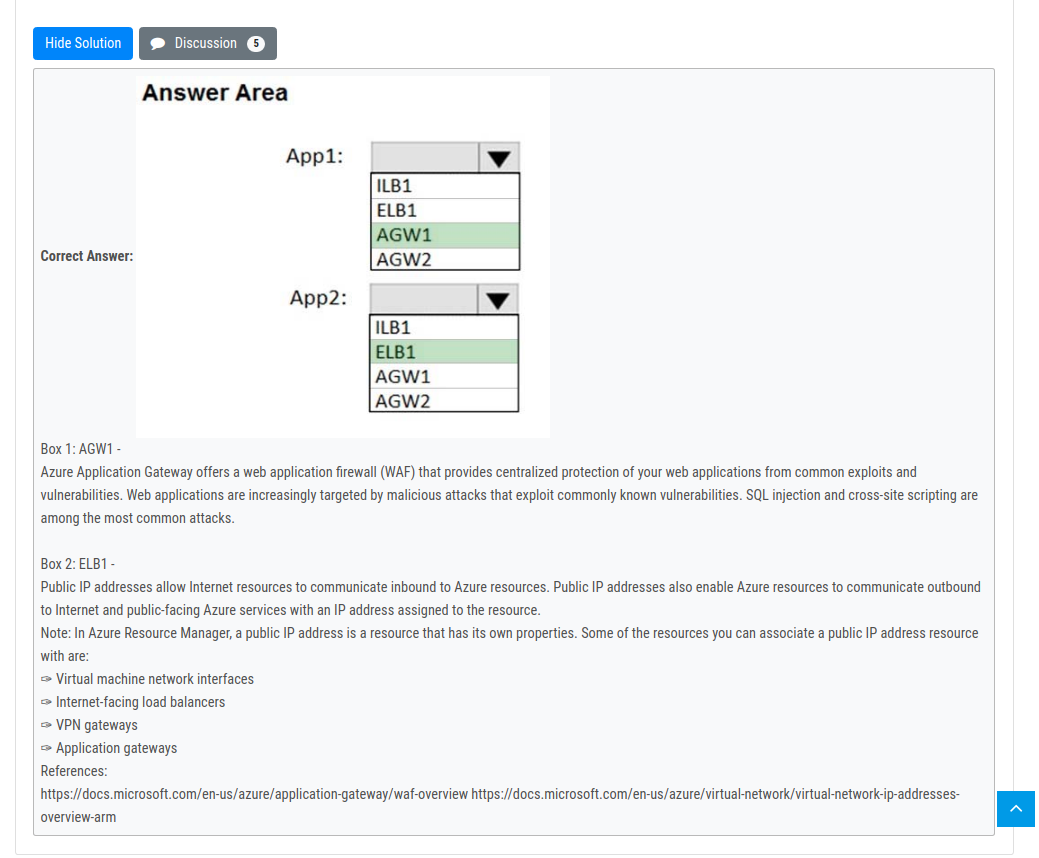 Hide Solution
Discussion 5
Answer Area
App1:
ILB1
ELB1
AGW1
AGW2
Correct Answer:
App2:
ILB1
ELB1
AGW1
AGW2
Box 1: AGW1 -
Azure Application Gateway offers a web application firewall (WAF) that provides centralized protection of your web applications from common exploits and
vulnerabilities. Web applications are increasingly targeted by malicious attacks that exploit commonly known vulnerabilities. SQL injection and cross-site scripting are
among the most common attacks.
Box 2: ELB1 -
Public IP addresses allow Internet resources to communicate inbound to Azure resources. Public IP addresses also enable Azure resources to communicate outbound
to Internet and public-facing Azure services with an IP address assigned to the resource.
Note: In Azure Resource Manager, a public IP address is a resource that has its own properties. Some of the resources you can associate a public IP address resource
with are:
✑ Virtual machine network interfaces
✑ Internet-facing load balancers
✑ VPN gateways
✑ Application gateways
References:
https://docs.microsoft.com/en-us/azure/application-gateway/waf-overview https://docs.microsoft.com/en-us/azure/virtual-network/virtual-network-ip-addresses-
overview-arm